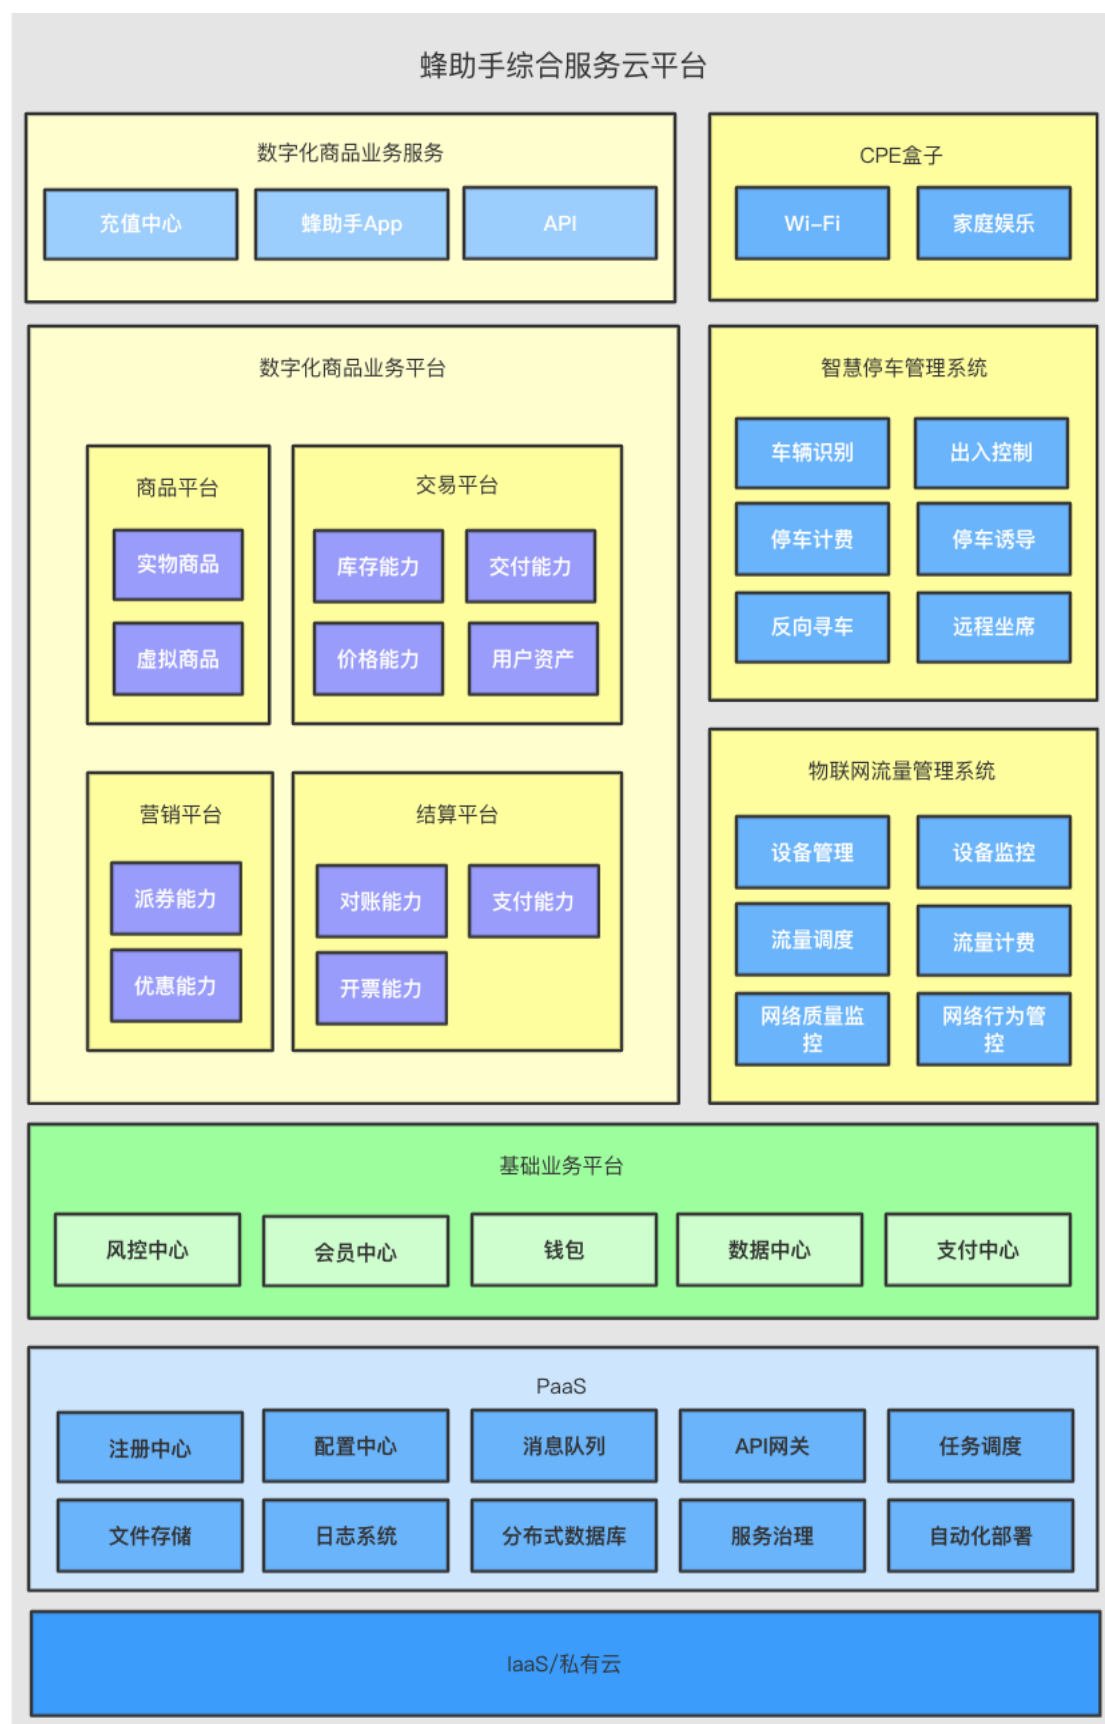 蜂助手综合服务云平台
数字化商品业务服务
充值中心
蜂助手App
API
CPE盒子
Wi-Fi
家庭娱乐
数字化商品业务平台
商品平台
实物商品
虚拟商品
交易平台
库存能力
交付能力
价格能力
用户资产
营销平台
派券能力
优惠能力
结算平台
对账能力
支付能力
开票能力
智慧停车管理系统
车辆识别
出入控制
停车计费
停车诱导
反向寻车
远程坐席
物联网流量管理系统
设备管理
设备监控
流量调度
流量计费
网络质量监
控
网络行为管
控
基础业务平台
风控中心
会员中心
钱包
数据中心
支付中心
PaaS
注册中心
配置中心
消息队列
API网关
任务调度
文件存储
日志系统
分布式数据库
服务治理
自动化部署
IaaS/私有云